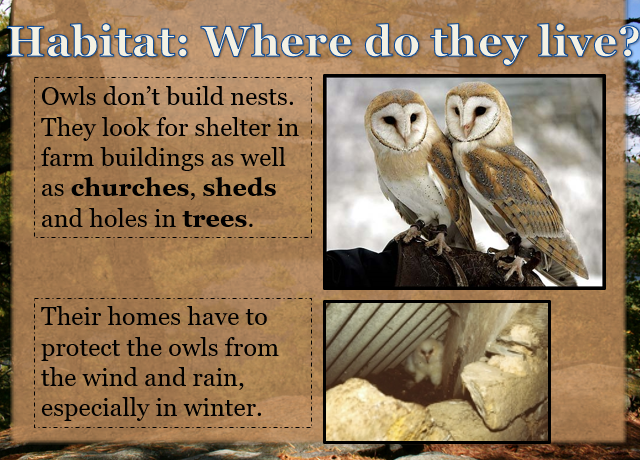 Habitat: Where do they live?
Owls don’t build nests.
They look for shelter in
farm buildings as well
as churches, sheds
and holes in trees.
Their homes have to
protect the owls from
the wind and rain,
especially in winter.